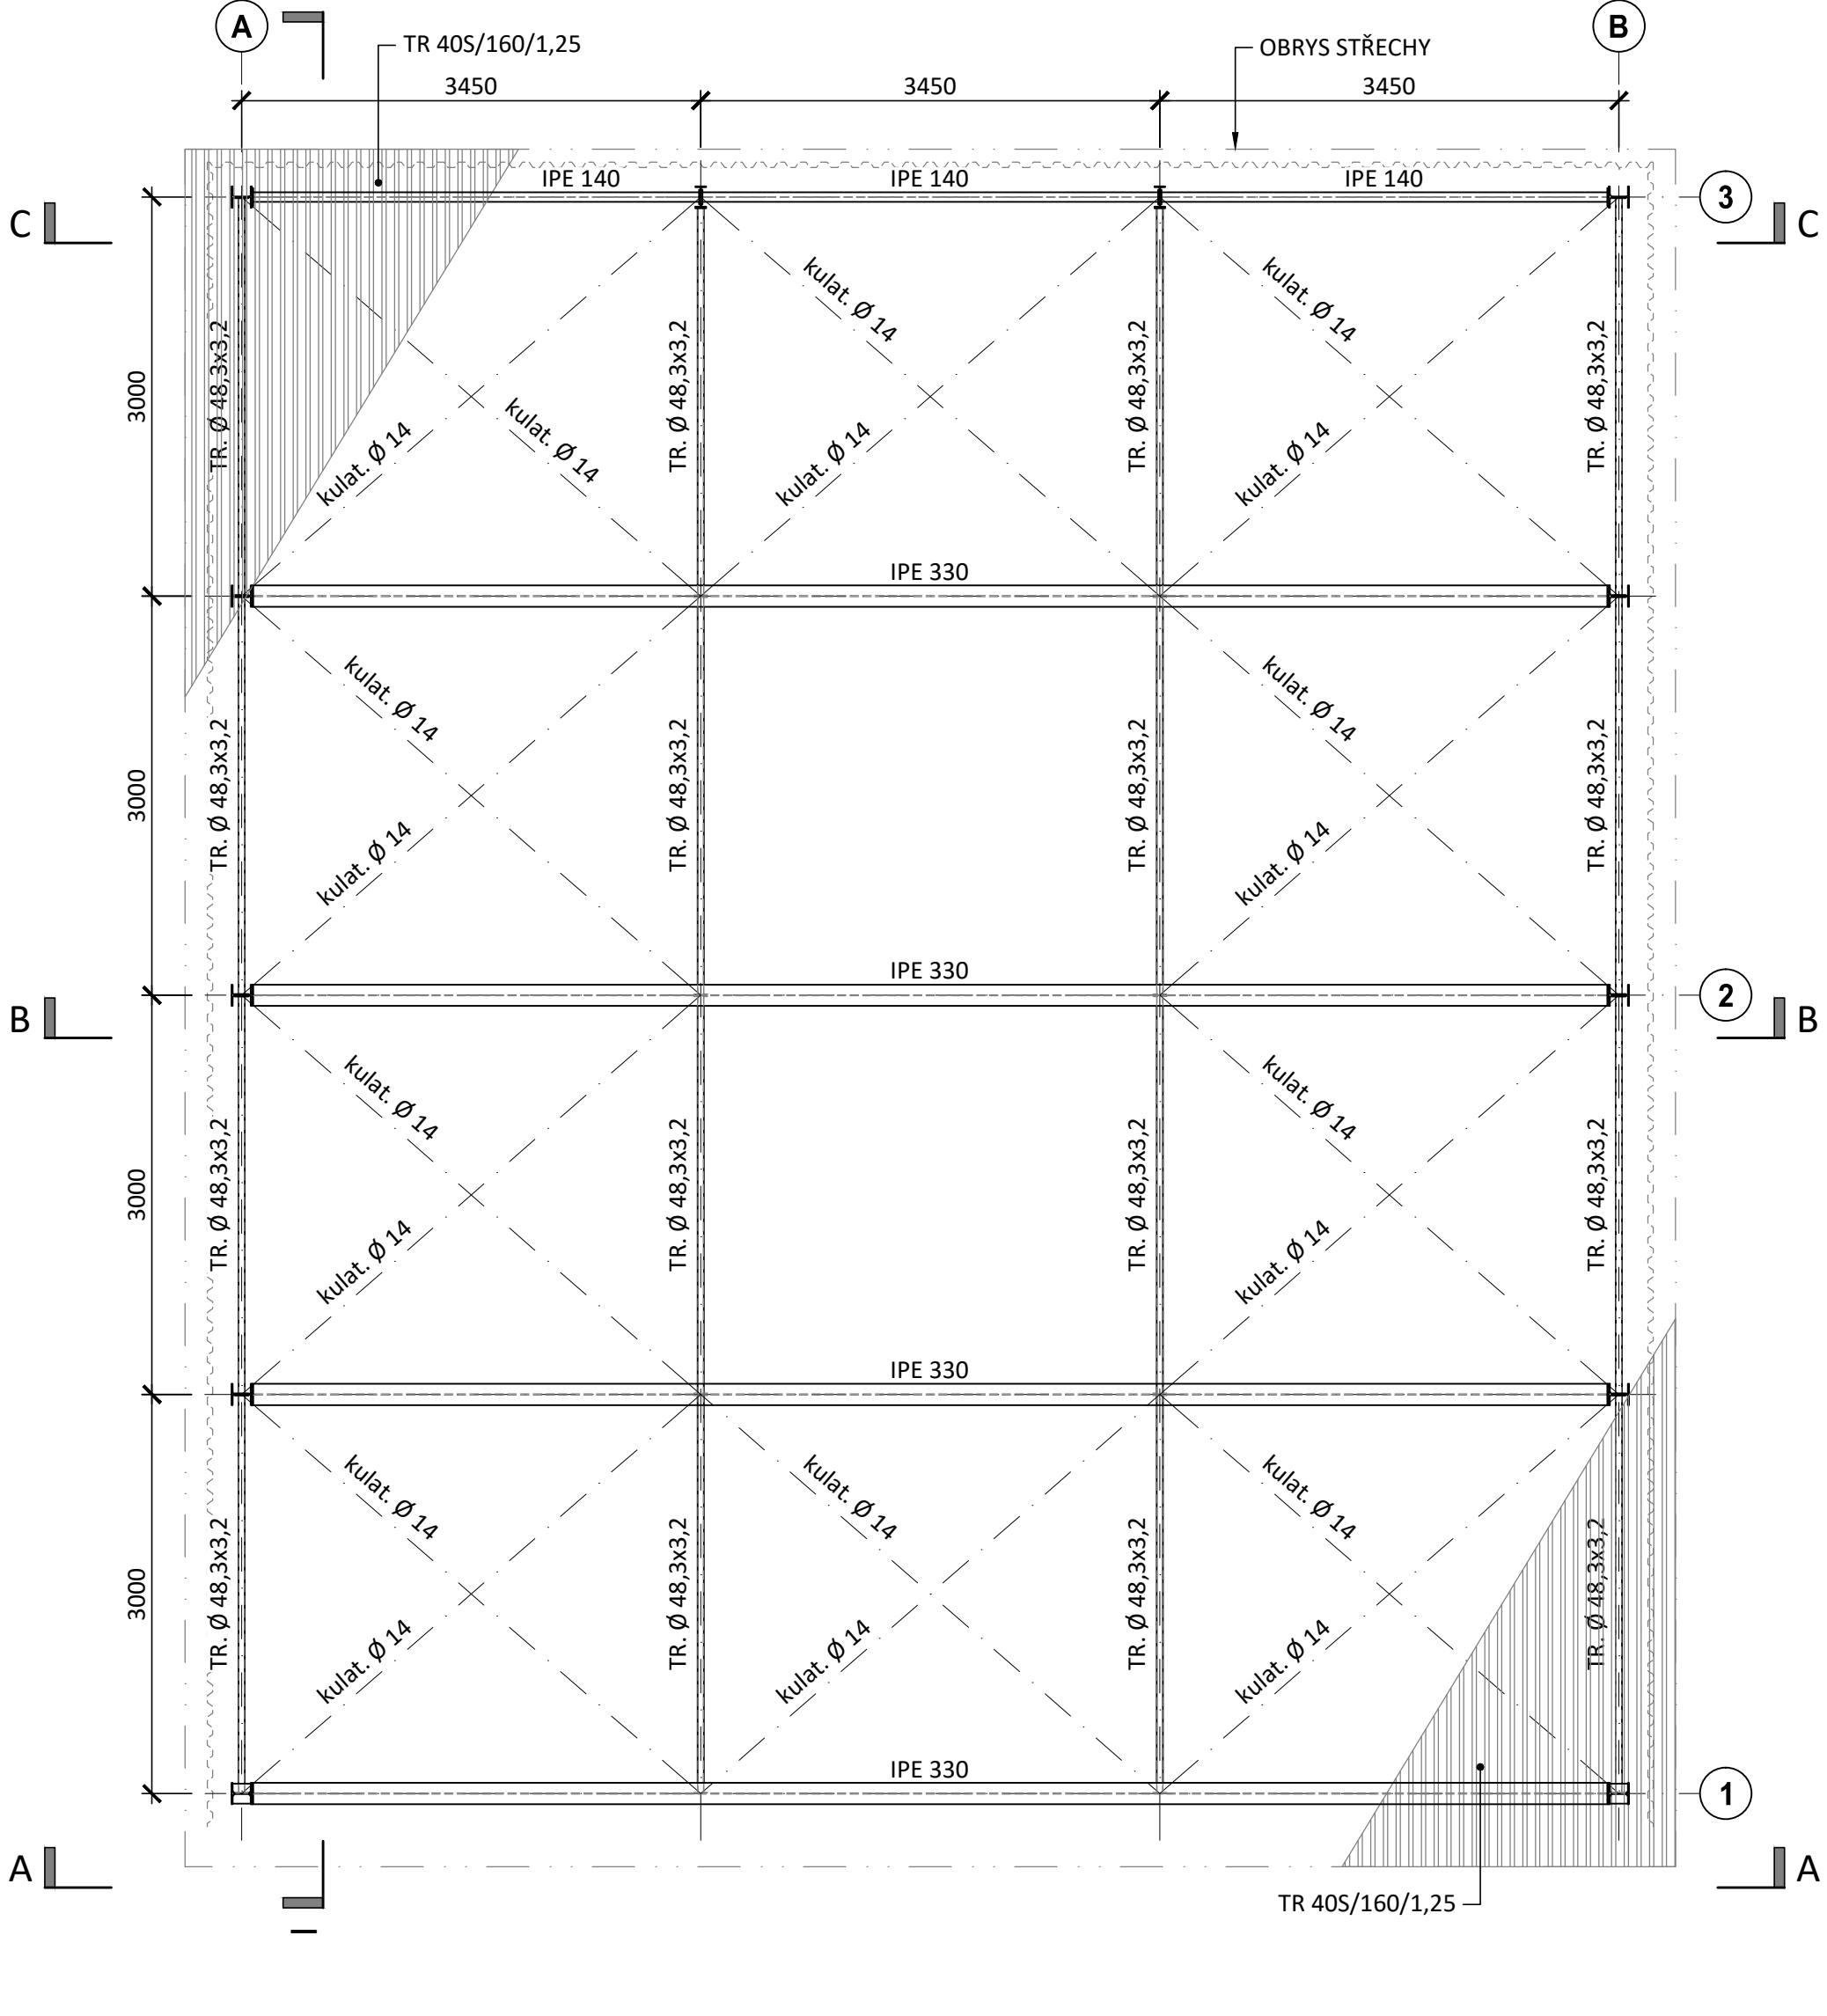 A
B
TR 40S/160/1,25
OBRYS STŘECHY
3450
3450
3450
IPE 140
IPE 140
IPE 140
3
C
C
kulat. Ø 14
kulat. Ø 14
TR. Ø 48,3x3,2
TR. Ø 48,3x3,2
TR. Ø 48,3x3,2
TR. Ø 48,3x3,2
3000
kulat. Ø 14
kulat. Ø 14
kulat. Ø 14
kulat. Ø 14
IPE 330
kulat. Ø 14
kulat. Ø 14
TR. Ø 48,3x3,2
TR. Ø 48,3x3,2
TR. Ø 48,3x3,2
TR. Ø 48,3x3,2
3000
kulat. Ø 14
kulat. Ø 14
IPE 330
2
B
B
kulat. Ø 14
kulat. Ø 14
TR. Ø 48,3x3,2
TR. Ø 48,3x3,2
TR. Ø 48,3x3,2
TR. Ø 48,3x3,2
3000
kulat. Ø 14
kulat. Ø 14
IPE 330
kulat. Ø 14
kulat. Ø 14
kulat. Ø 14
TR. Ø 48,3x3,2
TR. Ø 48,3x3,2
TR. Ø 48,3x3,2
TR. Ø 48,3x3,2
3000
kulat. Ø 14
kulat. Ø 14
kulat. Ø 14
IPE 330
1
A
A
TR 40S/160/1,25
I